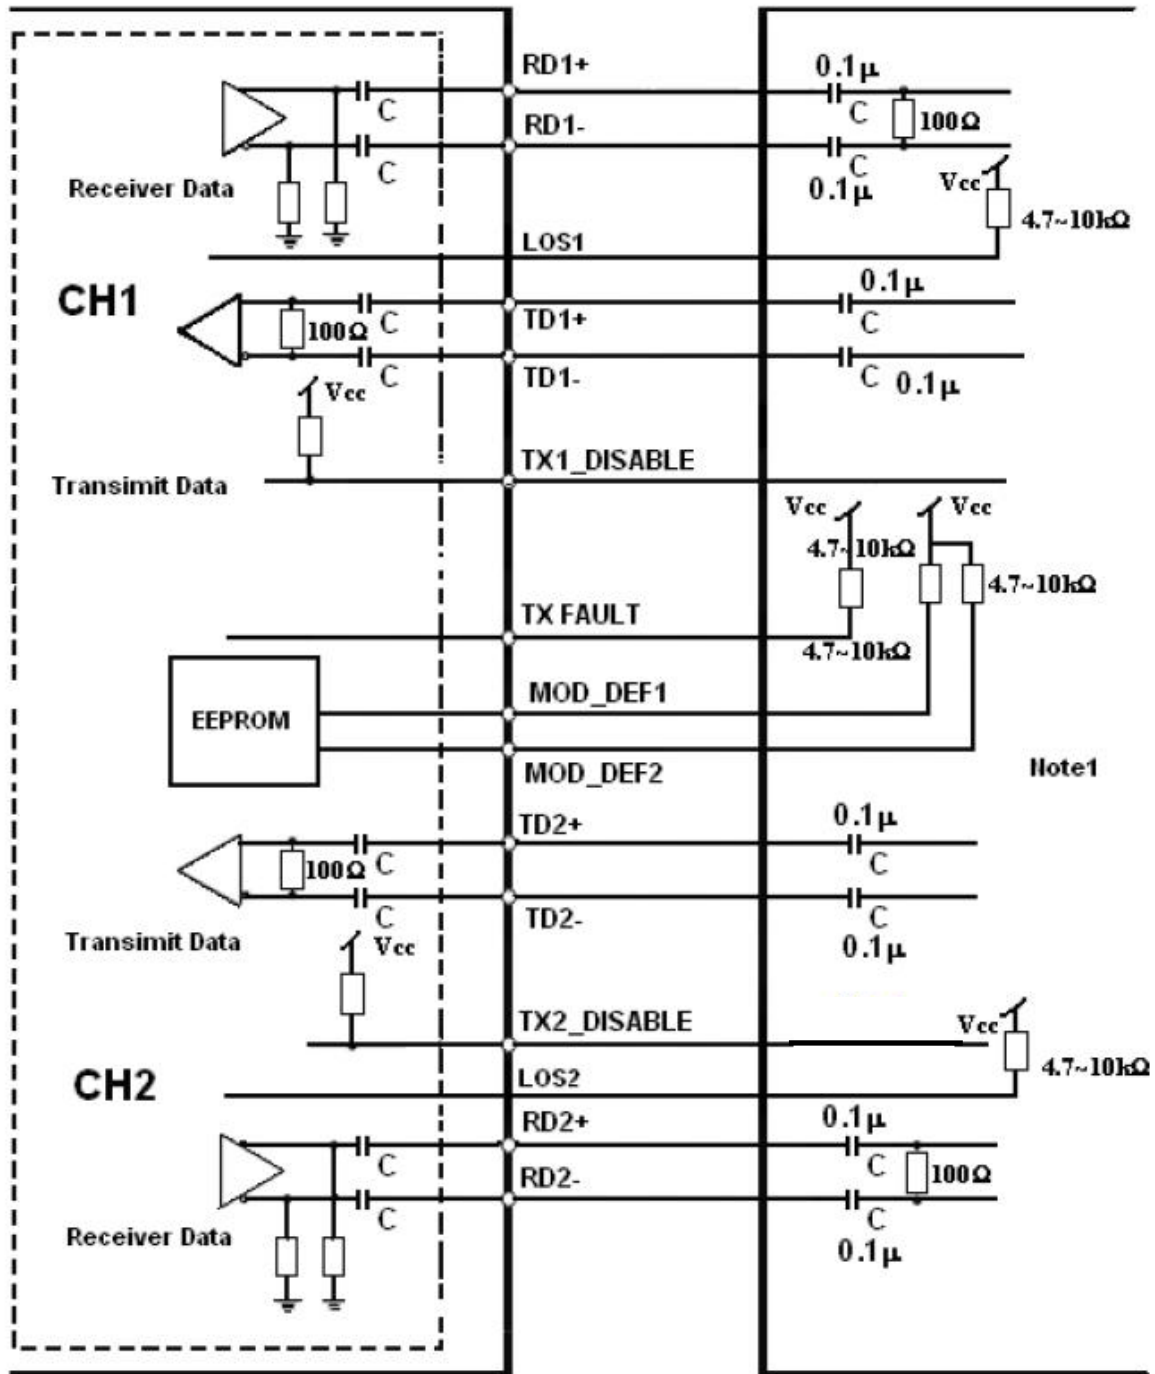 RD1+
0.1μ
C
C
100Ω
RD1-
C
C
0.1μ
Vcc
Receiver Data
4.7~10kΩ
LOS1
CH1
0.1μ
100Ω
C
TD1+
C
C
TD1-
C
0.1μ
Vcc
TX1_DISABLE
Transimit Data
Vcc
Vcc
4.7~10kΩ
4.7~10kΩ
TX FAULT
4.7~10kΩ
MOD_DEF1
EEPROM
MOD_DEF2
Note1
TD2+
0.1μ
100Ω
C
C
C
TD2-
C
Transimit Data
Vcc
0.1μ
TX2_DISABLE
Vcc
4.7~10kΩ
LOS2
CH2
RD2+
0.1μ
C
C
100Ω
RD2-
C
C
Receiver Data
0.1μ